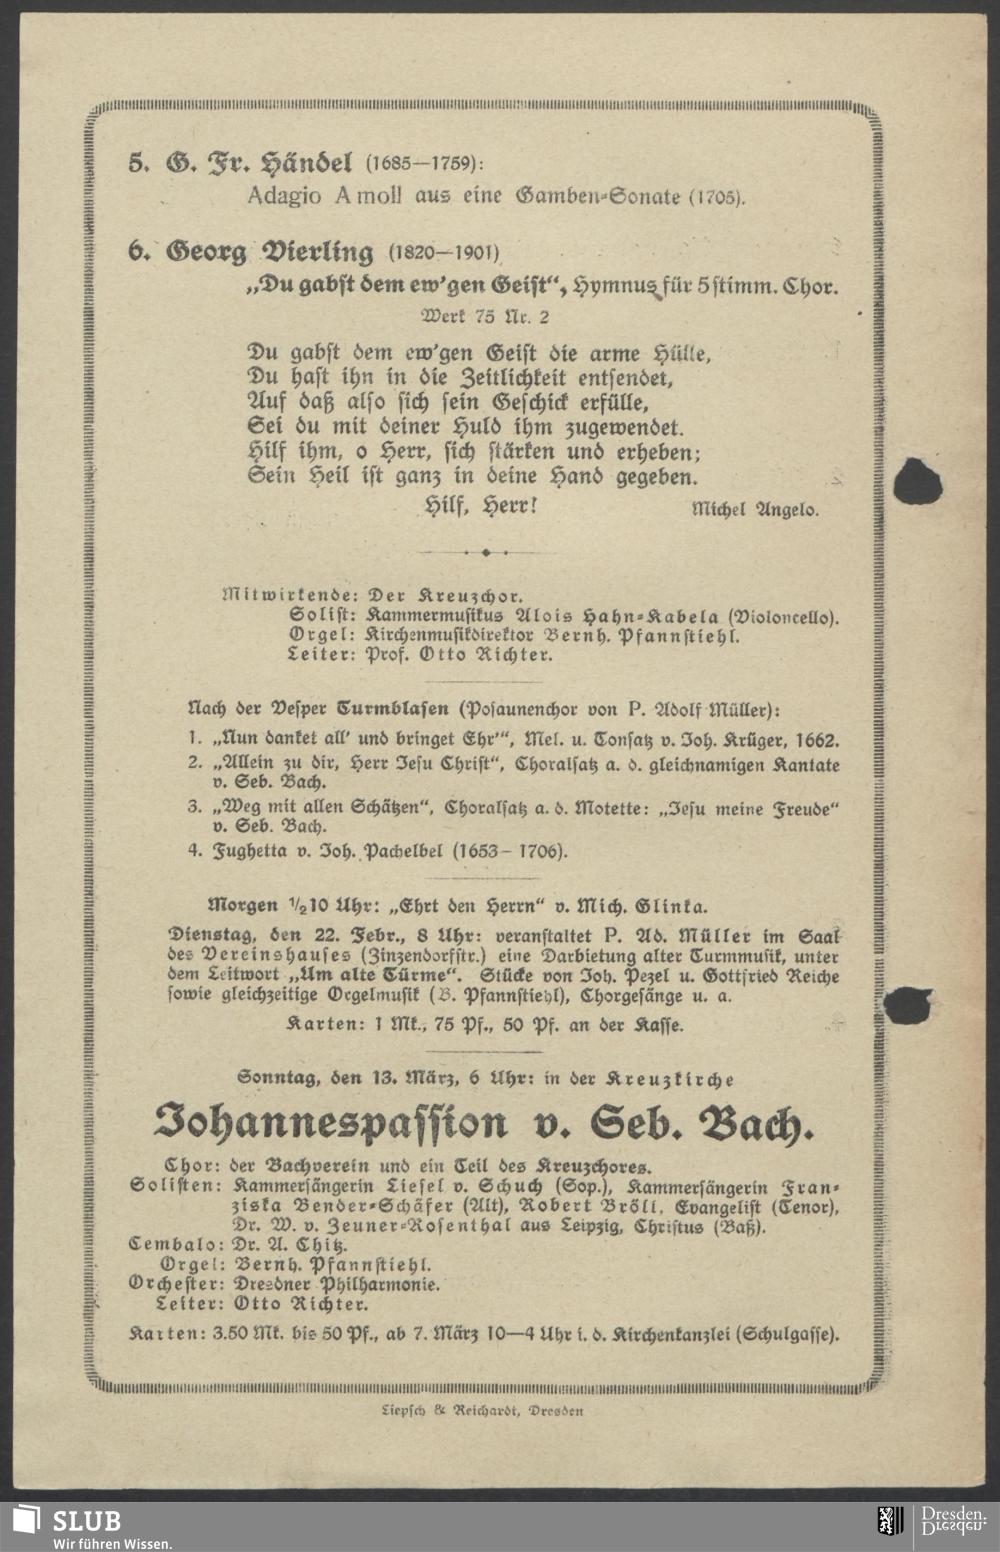 5. G. Fr. Händel (1685—1759):
Adagio A moll aus eine Gamben-Sonate (1705).
6. Georg Vierling (1820—1901)
„Du gabst dem ew'gen Geist“, Hymnus für 5stimm. Chor.
Werk 75 Nr. 2
Du gabst dem ew'gen Geist die arme Hülle,
Du hast ihn in die Zeitlichkeit entsendet,
Auf daß also sich sein Geschick erfülle,
Sei du mit deiner Huld ihm zugewendet.
Hilf ihm, o Herr, sich stärken und erheben;
Sein Heil ist ganz in deine Hand gegeben.
Hilf, Herr! Michel Angelo.
Mitwirkende: Der Kreuzchor.
Solist: Kammermusikus Alois Hahn-Kabela (Violoncello).
Orgel: Kirchenmusikdirektor Bernh. Pfannstiehl.
Leiter: Prof. Otto Richter.
Nach der Vesper Turmblasen (Posaunenchor von P. Adolf Müller):
1. „Nun danket all' und bringet Ehr'“, Mel. u. Tonsatz v. Joh. Krüger, 1662.
2. „Allein zu dir, Herr Jesu Christ“, Choralsatz a. d. gleichnamigen Kantate
v. Seb. Bach.
3. „Weg mit allen Schätzen“, Choralsatz a. d. Motette: „Jesu meine Freude“
v. Seb. Bach.
4. Fughetta v. Joh. Pachelbel (1653– 1706).
Morgen 1/2 10 Uhr: „Ehrt den Herrn“ v. Mich. Glinka.
Dienstag, den 22. Febr., 8 Uhr: veranstaltet P. Ad. Müller im Saal
des Vereinshauses (Zinzendorfstr.) eine Darbietung alter Turmmusik, unter
dem Leitwort „Um alte Türme“. Stücke von Joh. Pezel u. Gottfried Reiche
sowie gleichzeitige Orgelmusik (B. Pfannstiehl), Chorgesänge u. a.
Karten: 1 Mk., 75 Pf., 50 Pf. an der Kasse.
Sonntag, den 13. März, 6 Uhr: in der Kreuzkirche
Johannespassion v. Seb. Bach.
Chor: der Bachverein und ein Teil des Kreuzchores.
Solisten: Kammersängerin Liesel v. Schuch (Sop.), Kammersängerin Fran-
ziska Bender-Schäfer (Alt), Robert Bröll, Evangelist (Tenor),
Dr. W. v. Zeuner-Rosenthal aus Leipzig, Christus (Baß).
Cembalo: Dr. A. Chitz.
Orgel: Bernh. Pfannstiehl.
Orchester: Dresdner Philharmonie.
Leiter: Otto Richter.
Karten: 3.50 Mk. bis 50 Pf., ab 7. März 10—4 Uhr i. d. Kirchenkanzlei (Schulgasse).
Liepsch & Reichardt, Dresden
SLUB
Wir führen Wissen.
Dresden.
Dresden.